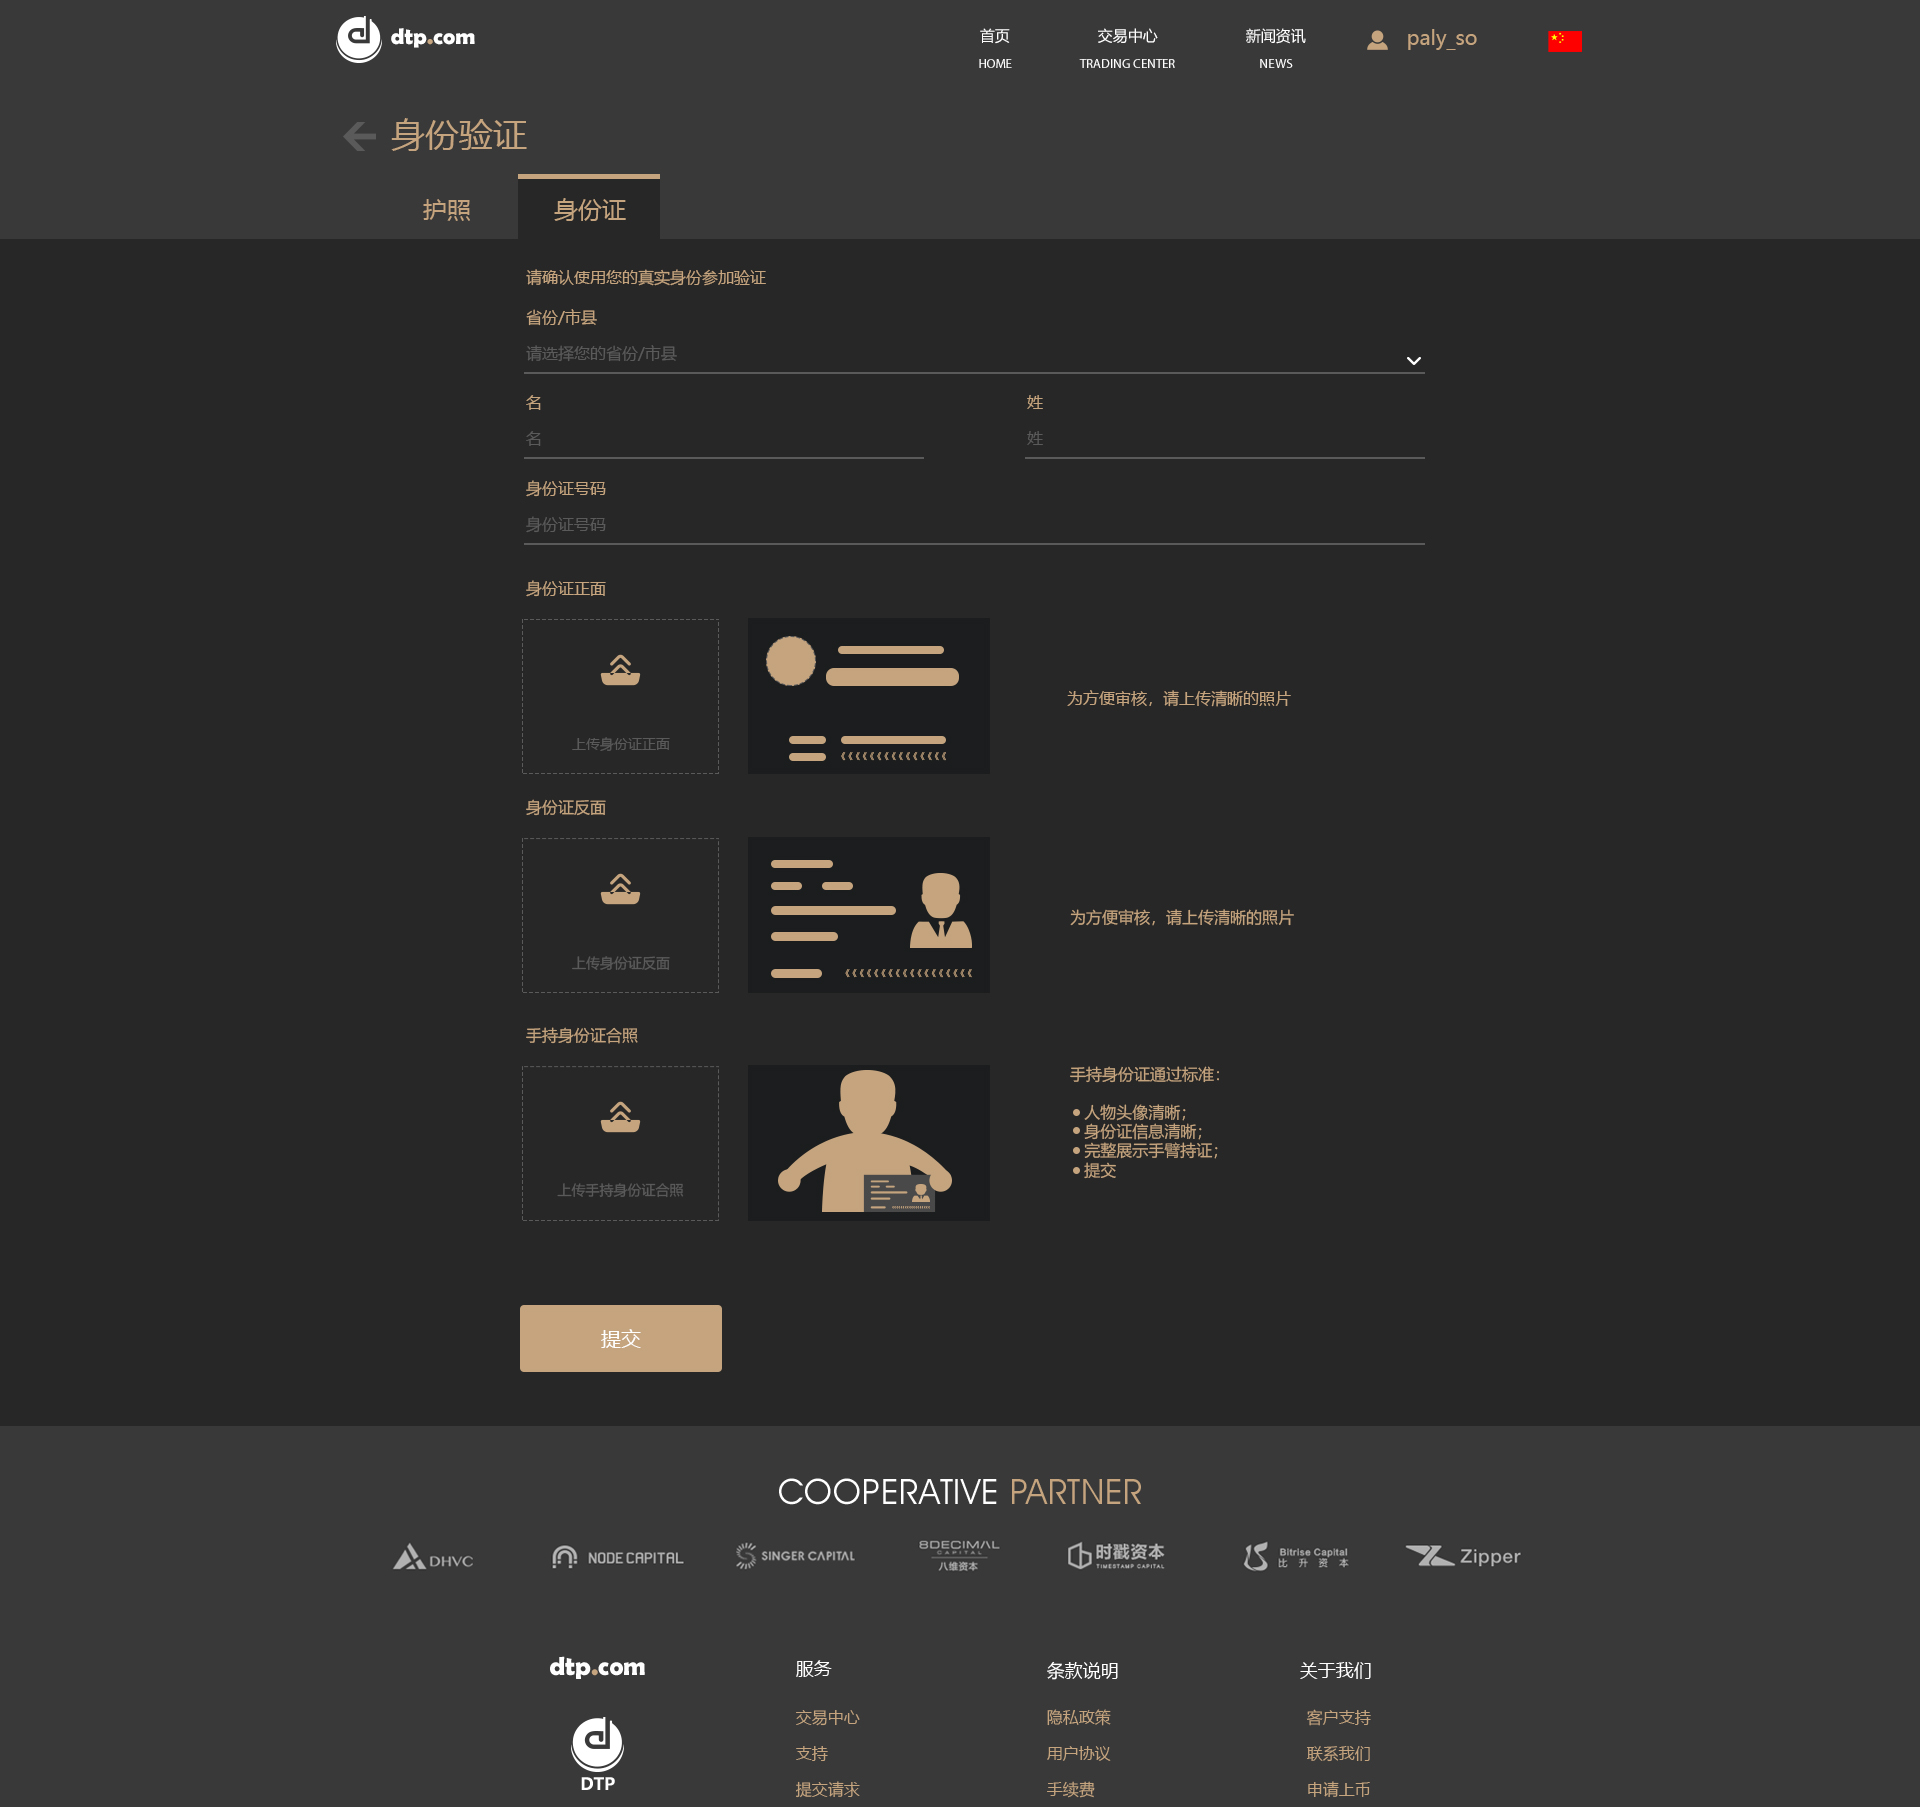 dtp.com
首页
交易中心
新闻资讯
paly_so
HOME
TRADING CENTER
NEWS
身份验证
护照
身份证
请确认使用您的真实身份参加验证
省份/市县
请选择您的省份/市县
名
姓
名
姓
身份证号码
身份证号码
身份证正面
上传身份证正面
为方便审核，请上传清晰的照片
身份证反面
上传身份证反面
为方便审核，请上传清晰的照片
手持身份证合照
上传手持身份证合照
手持身份证通过标准：
●人物头像清晰；
●身份证信息清晰；
●完整展示手臂持证；
●提交
提交
COOPERATIVE PARTNER
DHVC
NODE CAPITAL
SINGER CAPITAL
8DECIMAL
CAPITAL
八维资本
时戳资本
TIMESTAMP CAPITAL
Bitrise Capital
比升资本
Zipper
dtp.com
服务
条款说明
关于我们
交易中心
隐私政策
客户支持
支持
用户协议
联系我们
DTP
提交请求
手续费
申请上币